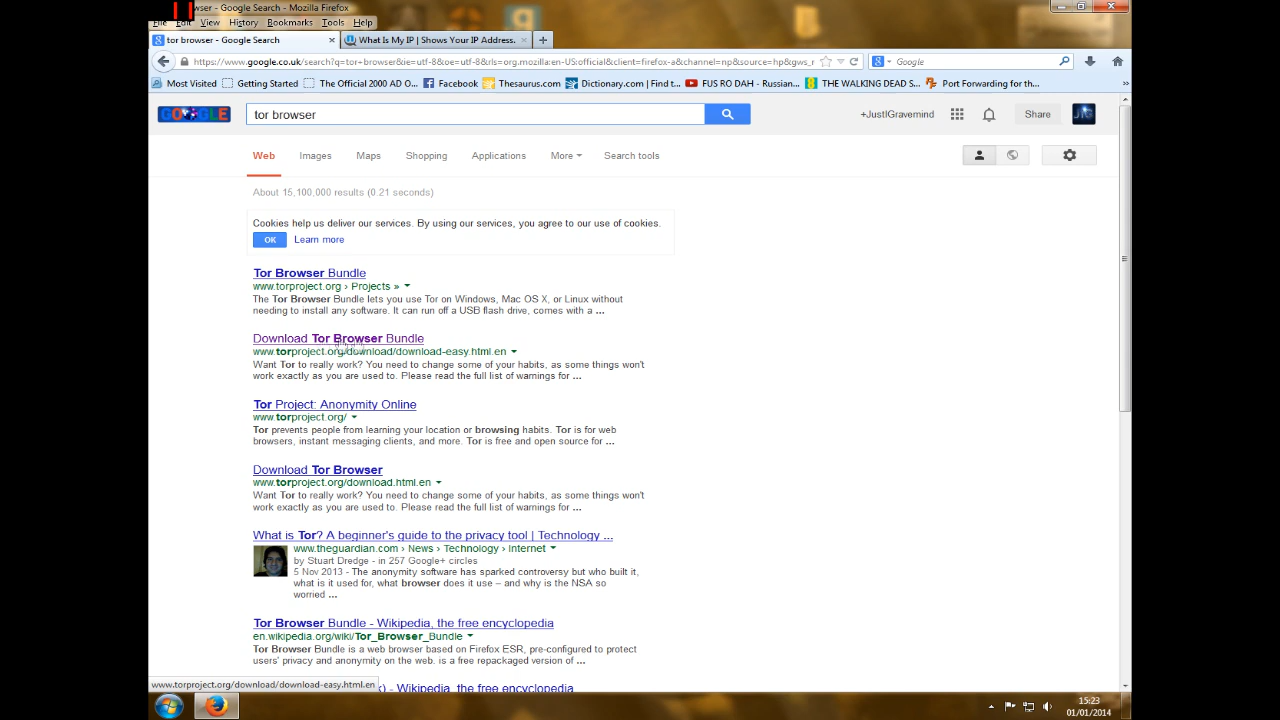 wser - Google Search - Mozilla Firefox
File Edit View History Bookmarks Tools Help
tor browser - Google Search
What Is My IP | Shows Your IP Address.
https://www.google.co.uk/search?q=tor+browser&ie=utf-8&oe=utf-8&rls=org.mozilla:en-US:official&client=firefox-a&channel=np&source=hp&gws_
Google
Most Visited Getting Started The Official 2000 AD O... Facebook Thesaurus.com Dictionary.com | Find t... FUS RO DAH - Russian... THE WALKING DEAD S... Port Forwarding for th... »
GOOGLE
tor browser
+JustIGravemind
Share
JIG
Web Images Maps Shopping Applications More Search tools
About 15,100,000 results (0.21 seconds)
Cookies help us deliver our services. By using our services, you agree to our use of cookies.
OK Learn more
Tor Browser Bundle
www.torproject.org › Projects »
The Tor Browser Bundle lets you use Tor on Windows, Mac OS X, or Linux without
needing to install any software. It can run off a USB flash drive, comes with a ...
Download Tor Browser Bundle
www.torproject.org/download/download-easy.html.en
Want Tor to really work? You need to change some of your habits, as some things won't
work exactly as you are used to. Please read the full list of warnings for ...
Tor Project: Anonymity Online
www.torproject.org/
Tor prevents people from learning your location or browsing habits. Tor is for web
browsers, instant messaging clients, and more. Tor is free and open source for ...
Download Tor Browser
www.torproject.org/download.html.en
Want Tor to really work? You need to change some of your habits, as some things won't
work exactly as you are used to. Please read the full list of warnings for ...
What is Tor? A beginner's guide to the privacy tool | Technology ...
www.theguardian.com › News › Technology › Internet
by Stuart Dredge - in 257 Google+ circles
5 Nov 2013 - The anonymity software has sparked controversy but who built it,
what is it used for, what browser does it use – and why is the NSA so
worried ...
Tor Browser Bundle - Wikipedia, the free encyclopedia
en.wikipedia.org/wiki/Tor_Browser_Bundle
Tor Browser Bundle is a web browser based on Firefox ESR, pre-configured to protect
users' privacy and anonymity on the web. is a free repackaged version of ...
www.torproject.org/download/download-easy.html.en
) - Wikipedia, the free encyclopedia
15:23
01/01/2014